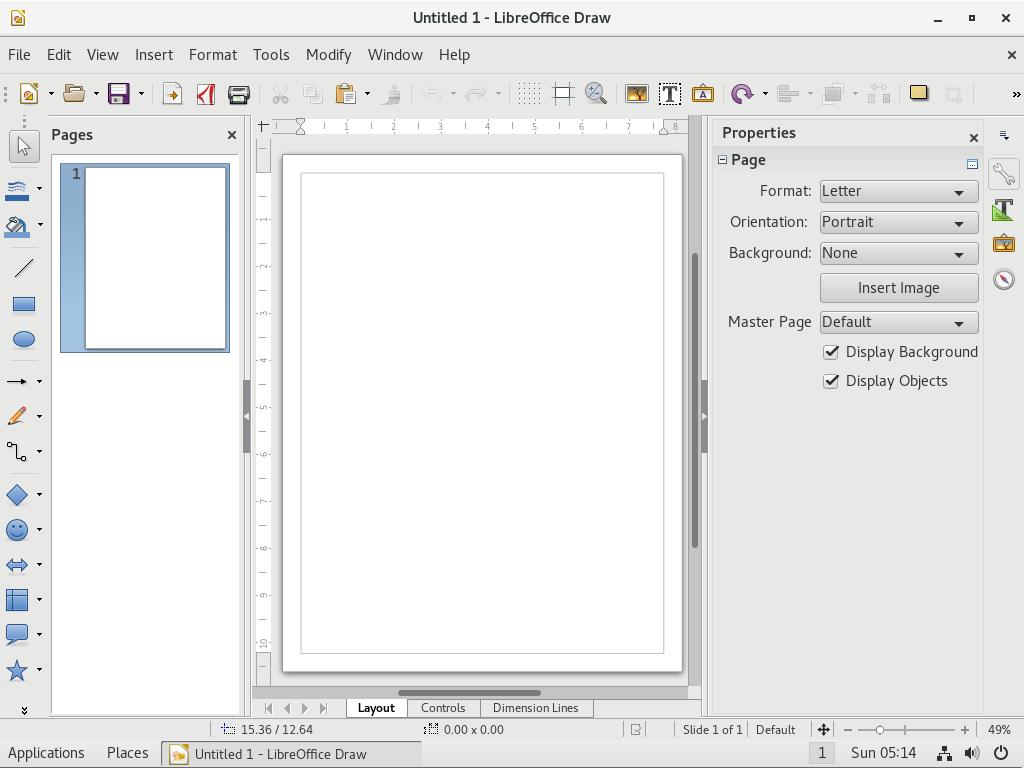 Untitled 1 - LibreOffice Draw
File Edit View Insert Format Tools Modify Window Help
Pages
1
1 2 3 4 5 6 7 8
1
2
3
4
5
6
7
8
9
10
Properties
Page
Format: Letter
Orientation: Portrait
Background: None
Insert Image
Master Page Default
Display Background
Display Objects
Layout Controls Dimension Lines
15.36 / 12.64 0.00 x 0.00 Slide 1 of 1 Default 49%
Applications Places Untitled 1 - LibreOffice Draw 1 Sun 05:14